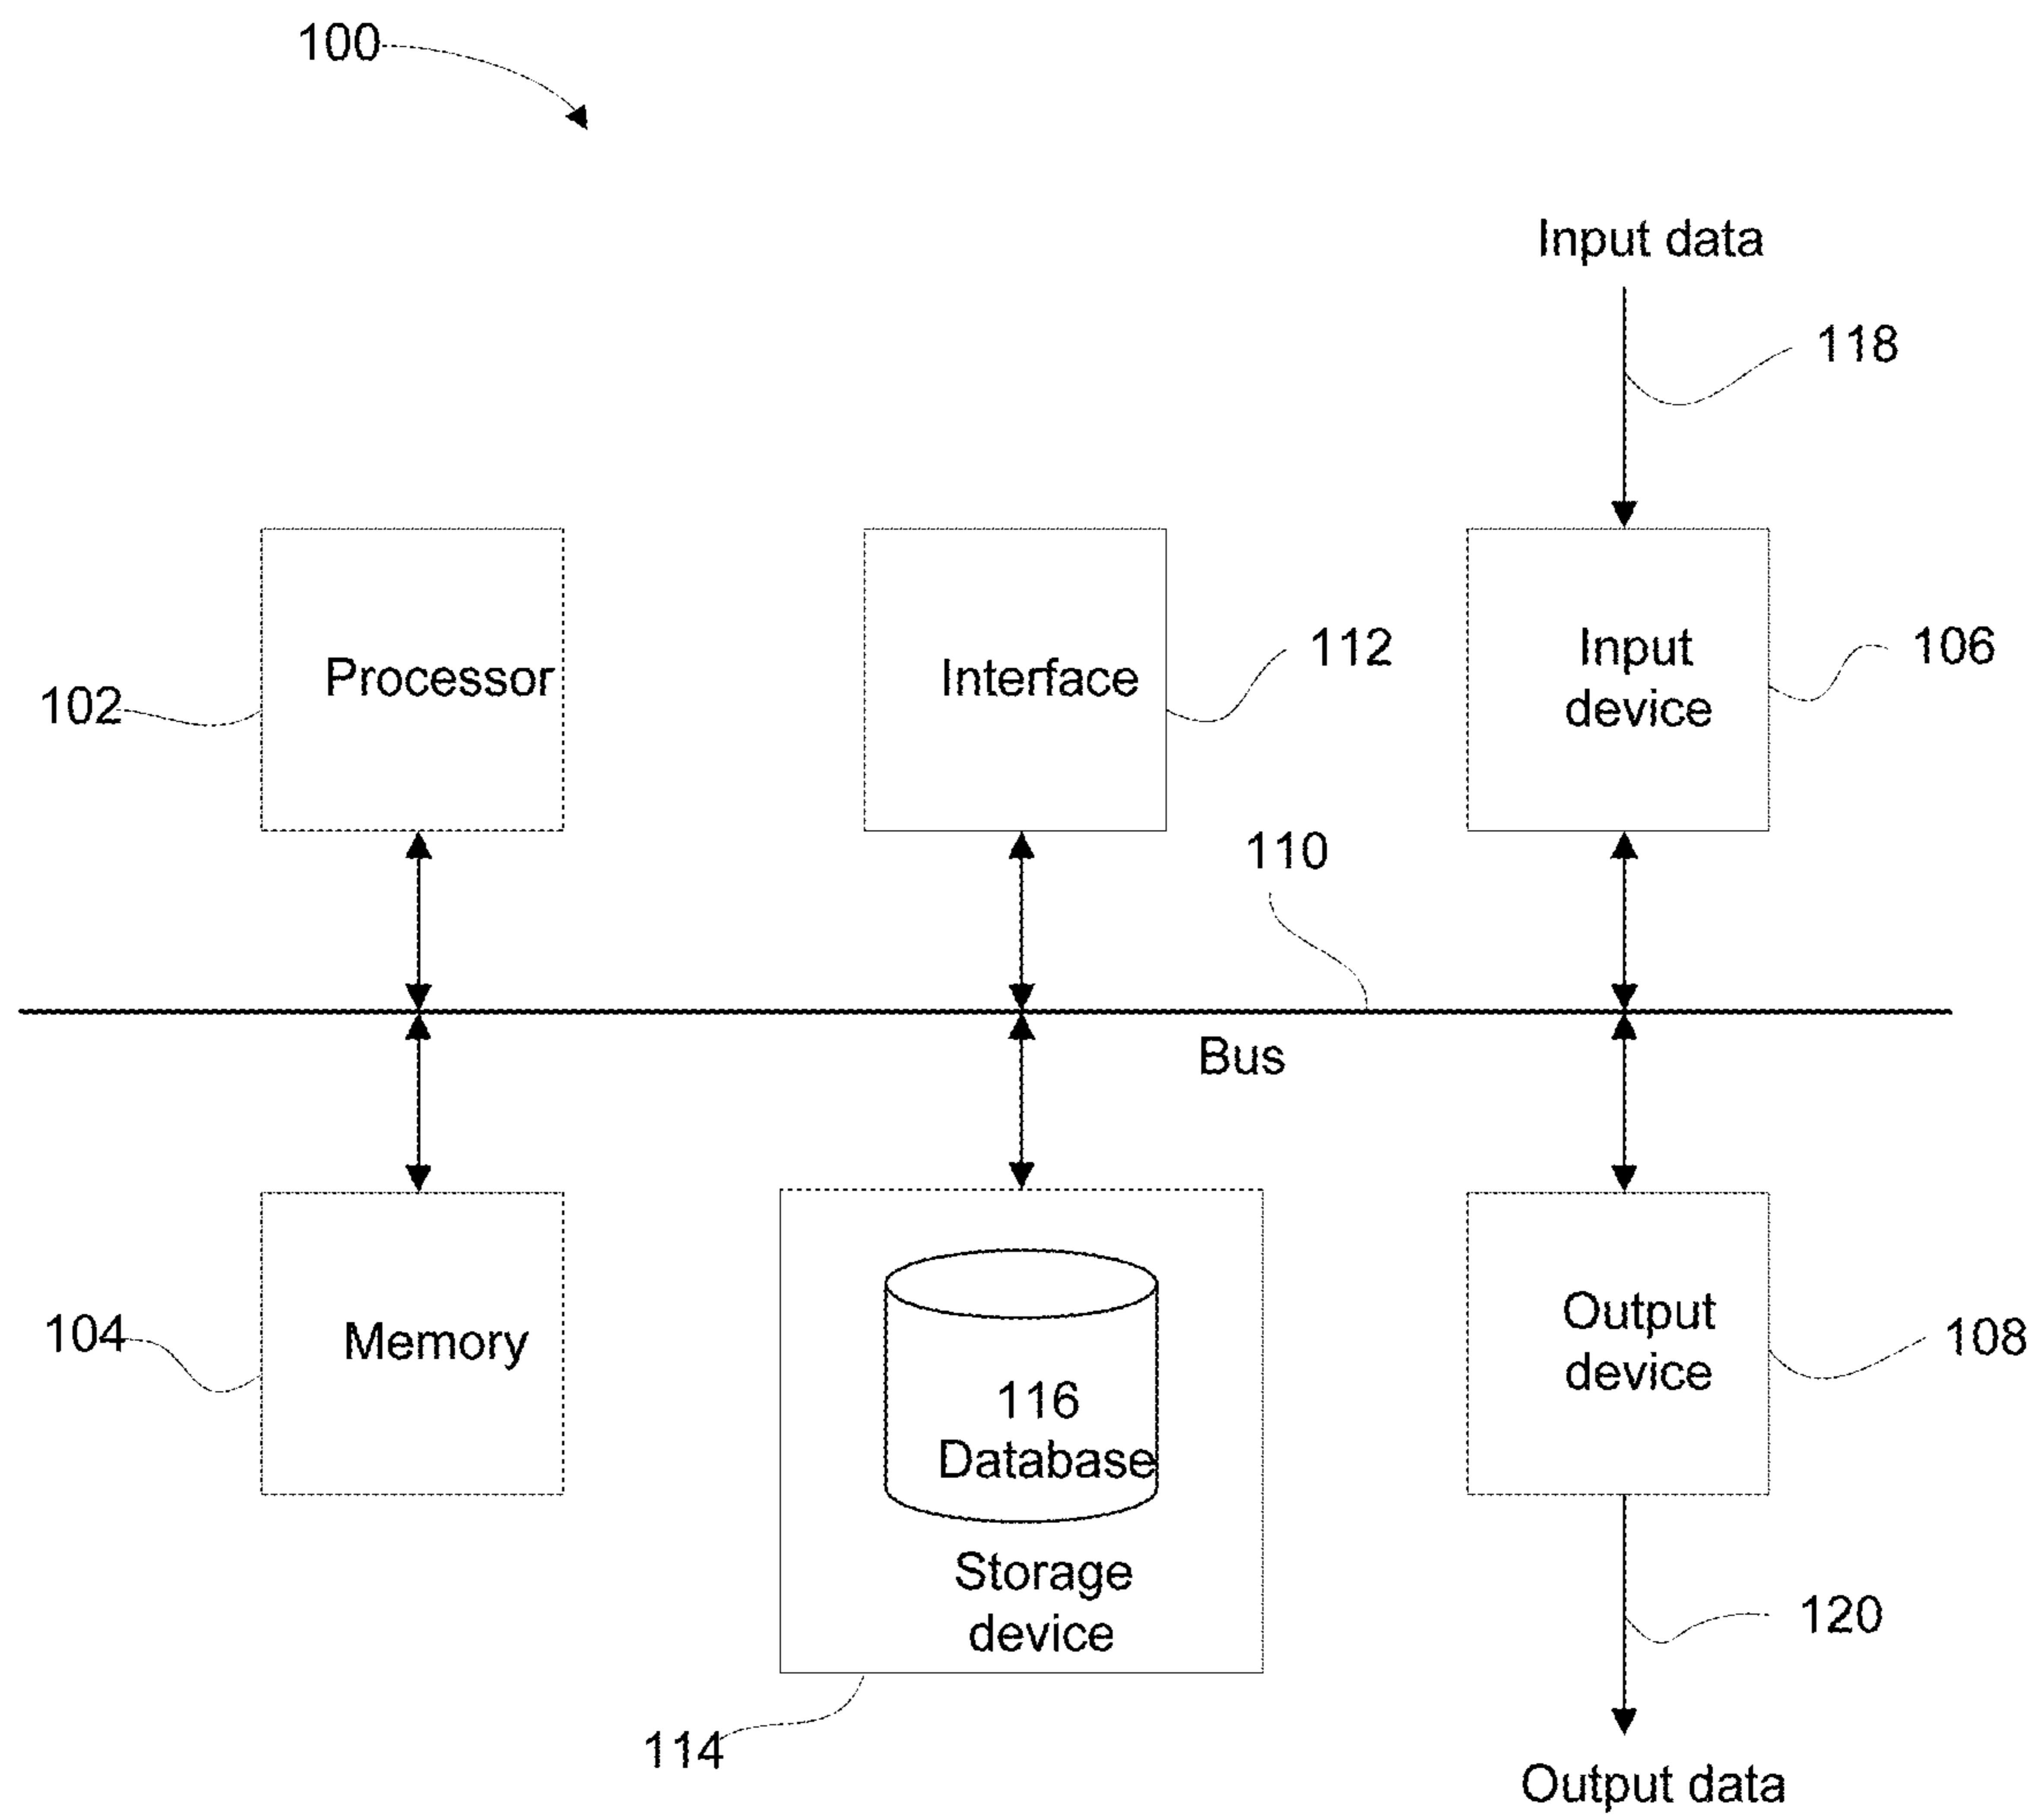 100
Input data
118
Processor
102
Interface
112
Input
device
106
110
Bus
Memory
104
116
Database
Storage
device
114
Output
device
108
120
Output data